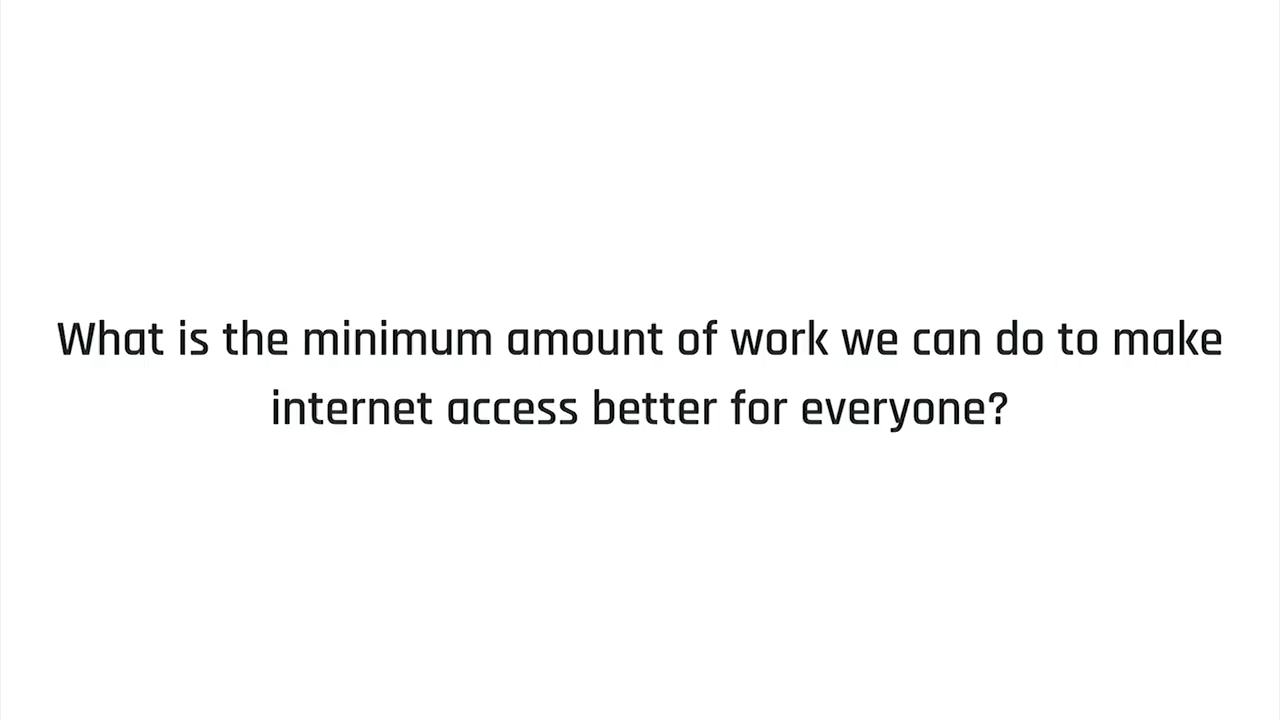 What is the minimum amount of work we can do to make
internet access better for everyone?